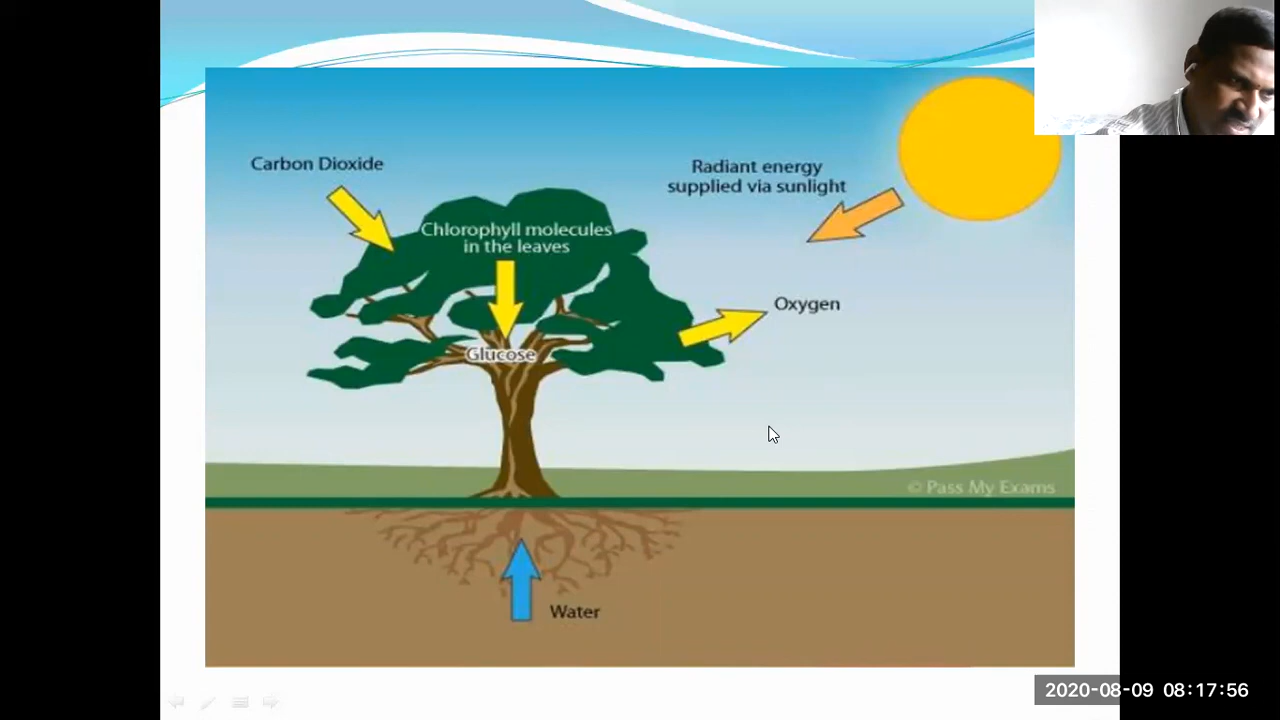 Carbon Dioxide
Radiant energy
supplied via sunlight
Chlorophyll molecules
in the leaves
Oxygen
Glucose
© Pass My Exams
Water
2020-08-09 08:17:56